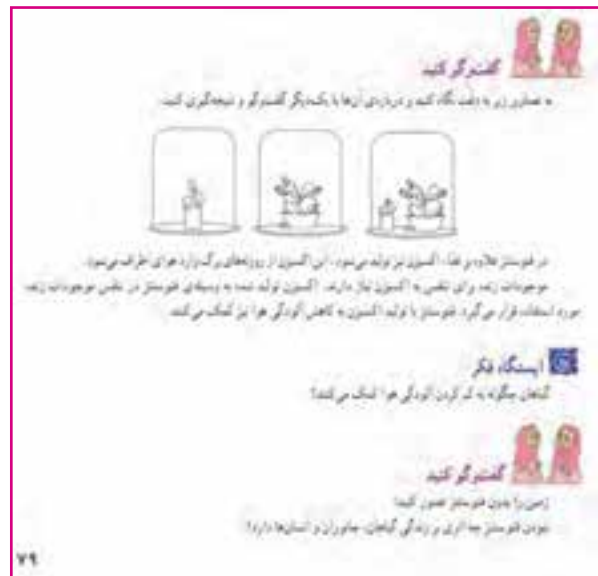 گفت‌وگو کنید
به تصاویر زیر به دقت نگاه کنید و درباره‌ی آن‌ها با یک‌دیگر گفت‌وگو و نتیجه‌گیری کنید.
در فتوسنتز علاوه بر غذا، اکسیژن نیز تولید می‌شود. این اکسیژن از روزنه‌های برگ وارد هوای اطراف می‌شود.
موجودات زنده برای تنفس به اکسیژن نیاز دارند. اکسیژن تولید شده به وسیله‌ی فتوسنتز در تنفس موجودات زنده
مورد استفاده قرار می‌گیرد. فتوسنتز با تولید اکسیژن به کاهش آلودگی هوا نیز کمک می‌کند.
ایستگاه فکر
گیاهان چگونه به کم کردن آلودگی هوا کمک می‌کنند؟
گفت‌وگو کنید
زمین را بدون فتوسنتز تصور کنید؛
نبودن فتوسنتز چه اثری بر زندگی گیاهان، جانوران و انسان‌ها دارد؟
۷۹